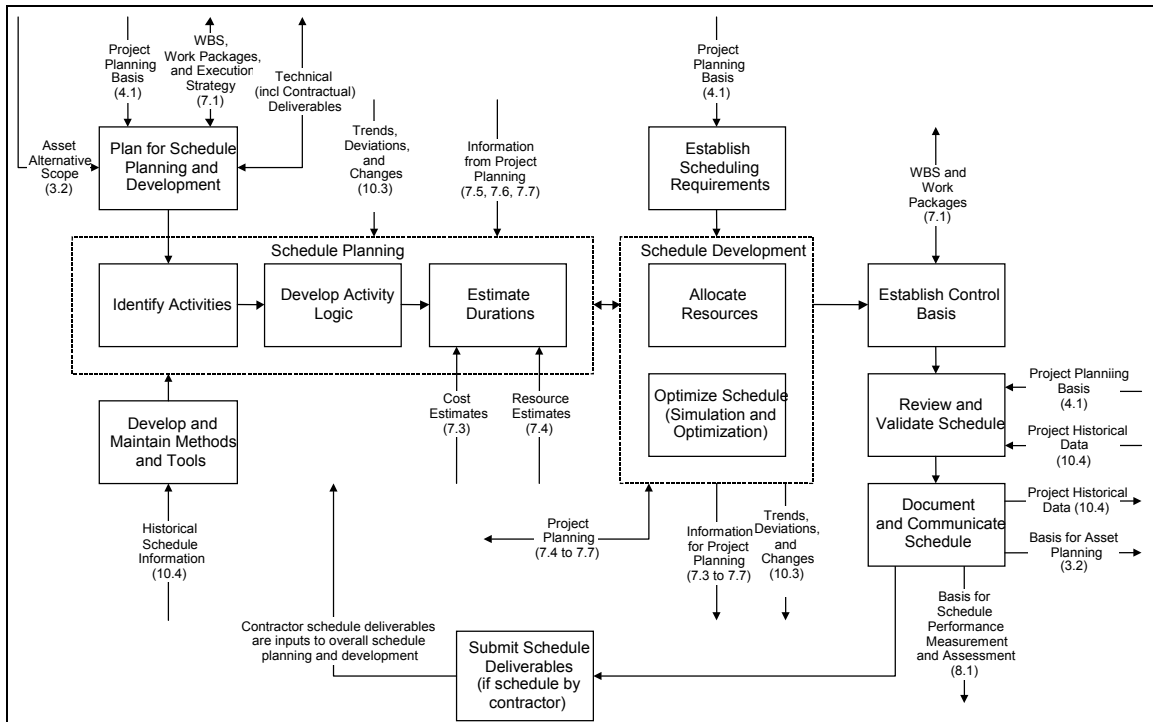 Project
Planning
Basis
(4.1)
WBS,
Work Packages,
and Execution
Strategy
(7.1)
Technical
(incl Contractual)
Deliverables
Project
Planning
Basis
(4.1)
Asset
Alternative
Scope
(3.2)
Plan for Schedule
Planning and
Development
Trends,
Deviations,
and
Changes
(10.3)
Information
from Project
Planning
(7.5, 7.6, 7.7)
Establish
Scheduling
Requirements
WBS and
Work
Packages
(7.1)
Schedule Planning
Identify Activities
Develop Activity
Logic
Estimate
Durations
Schedule Development
Allocate
Resources
Optimize Schedule
(Simulation and
Optimization)
Establish Control
Basis
Develop and
Maintain Methods
and Tools
Cost
Estimates
(7.3)
Resource
Estimates
(7.4)
Review and
Validate Schedule
Project Planniing
Basis
(4.1)
Project Historical
Data
(10.4)
Historical
Schedule
Information
(10.4)
Project
Planning
(7.4 to 7.7)
Information
for Project
Planning
(7.3 to 7.7)
Trends,
Deviations,
and
Changes
(10.3)
Document
and Communicate
Schedule
Project Historical
Data (10.4)
Basis for Asset
Planning
(3.2)
Contractor schedule deliverables
are inputs to overall schedule
planning and development
Submit Schedule
Deliverables
(if schedule by
contractor)
Basis for
Schedule
Performance
Measurement
and Assessment
(8.1)